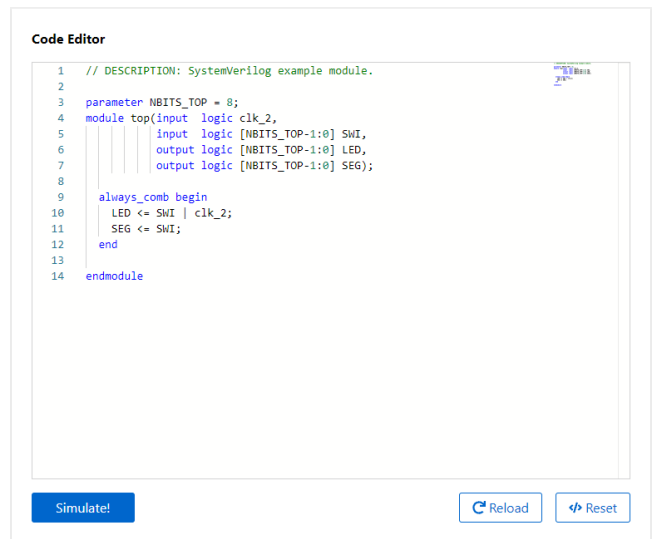 Code Editor
1 // DESCRIPTION: SystemVerilog example module.
2
3 parameter NBITS_TOP = 8;
4 module top(input  logic clk_2,
5            input  logic [NBITS_TOP-1:0] SWI,
6            output logic [NBITS_TOP-1:0] LED,
7            output logic [NBITS_TOP-1:0] SEG);
8
9   always_comb begin
10     LED <= SWI | clk_2;
11     SEG <= SWI;
12   end
13
14 endmodule
Simulate! Reload </> Reset